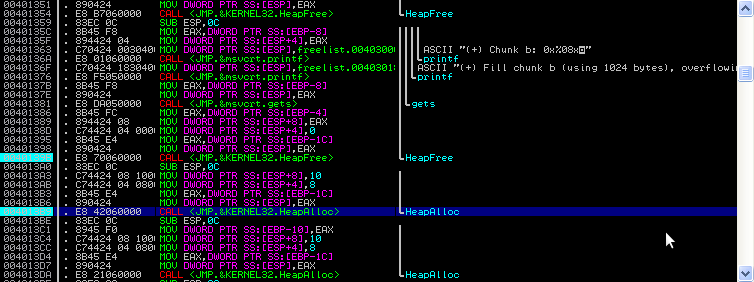 00401351 . 890424 MOV DWORD PTR SS:[ESP],EAX
00401354 . E8 B7060000 CALL <JMP.&KERNEL32.HeapFree> HeapFree
00401359 . 83EC 0C SUB ESP,0C
0040135C . 8B45 F8 MOV EAX,DWORD PTR SS:[EBP-8]
0040135F . 894424 04 MOV DWORD PTR SS:[ESP+4],EAX
00401363 . C70424 00304000 MOV DWORD PTR SS:[ESP],freelist.00403000 ASCII "(+) Chunk b: 0x%08x"
0040136A . E8 01060000 CALL <JMP.&msvcrt.printf> printf
0040136F . C70424 18304000 MOV DWORD PTR SS:[ESP],freelist.00403018 ASCII "(+) Fill chunk b (using 1024 bytes), overflowin
00401376 . E8 F5050000 CALL <JMP.&msvcrt.printf> printf
0040137B . 8B45 F8 MOV EAX,DWORD PTR SS:[EBP-8]
0040137E . 890424 MOV DWORD PTR SS:[ESP],EAX
00401381 . E8 DA050000 CALL <JMP.&msvcrt.gets> gets
00401386 . 8B45 FC MOV EAX,DWORD PTR SS:[EBP-4]
00401389 . 894424 08 MOV DWORD PTR SS:[ESP+8],EAX
0040138D . C74424 04 0000 MOV DWORD PTR SS:[ESP+4],0
00401395 . 8B45 E4 MOV EAX,DWORD PTR SS:[EBP-1C]
00401398 . 890424 MOV DWORD PTR SS:[ESP],EAX
0040139B . E8 70060000 CALL <JMP.&KERNEL32.HeapFree> HeapFree
004013A0 . 83EC 0C SUB ESP,0C
004013A3 . C74424 08 1000 MOV DWORD PTR SS:[ESP+8],10
004013AB . C74424 04 0800 MOV DWORD PTR SS:[ESP+4],8
004013B3 . 8B45 E4 MOV EAX,DWORD PTR SS:[EBP-1C]
004013B6 . 890424 MOV DWORD PTR SS:[ESP],EAX
004013B9 . E8 42060000 CALL <JMP.&KERNEL32.HeapAlloc> HeapAlloc
004013BE . 83EC 0C SUB ESP,0C
004013C1 . 8945 F0 MOV DWORD PTR SS:[EBP-10],EAX
004013C4 . C74424 08 1000 MOV DWORD PTR SS:[ESP+8],10
004013CC . C74424 04 0800 MOV DWORD PTR SS:[ESP+4],8
004013D4 . 8B45 E4 MOV EAX,DWORD PTR SS:[EBP-1C]
004013D7 . 890424 MOV DWORD PTR SS:[ESP],EAX
004013DA . E8 21060000 CALL <JMP.&KERNEL32.HeapAlloc> HeapAlloc